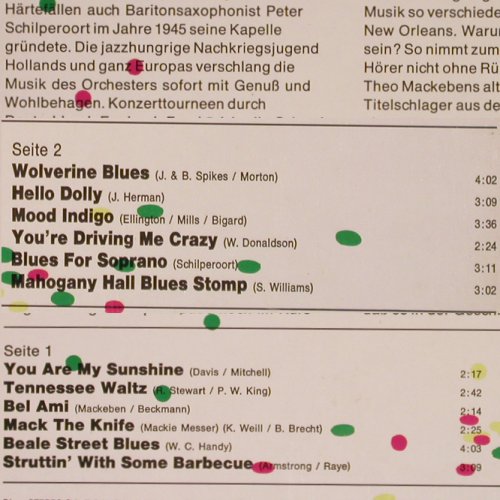 Härtefällen auch Baritonsaxophonist Peter
Schilperoort im Jahre 1945 seine Kapelle
gründete. Die jazzhungrige Nachkriegsjugend
Hollands und ganz Europas verschlang die
Musik des Orchesters sofort mit Genuß und
Wohlbehagen. Konzerttourneen durch
Musik so verschiede
New Orleans. Waru
sein? So nimmt zum
Hörer nicht ohne Rü
Theo Mackebens alt
Titelschlager aus de
Seite 2
Wolverine Blues (J. & B. Spikes / Morton) 4:02
Hello Dolly (J. Herman) 3:09
Mood Indigo (Ellington / Mills / Bigard) 3:36
You're Driving Me Crazy (W. Donaldson) 2:24
Blues For Soprano (Schilperoort) 3:11
Mahogany Hall Blues Stomp (S. Williams) 3:02
Seite 1
You Are My Sunshine (Davis / Mitchell) 2:17
Tennessee Waltz (R. Stewart / P. W. King) 2:42
Bel Ami (Mackeben / Beckmann) 2:14
Mack The Knife (Mackie Messer) (K. Weill / B. Brecht) 2:25
Beale Street Blues (W. C. Handy) 4:03
Struttin' With Some Barbecue (Armstrong / Raye) 3:09